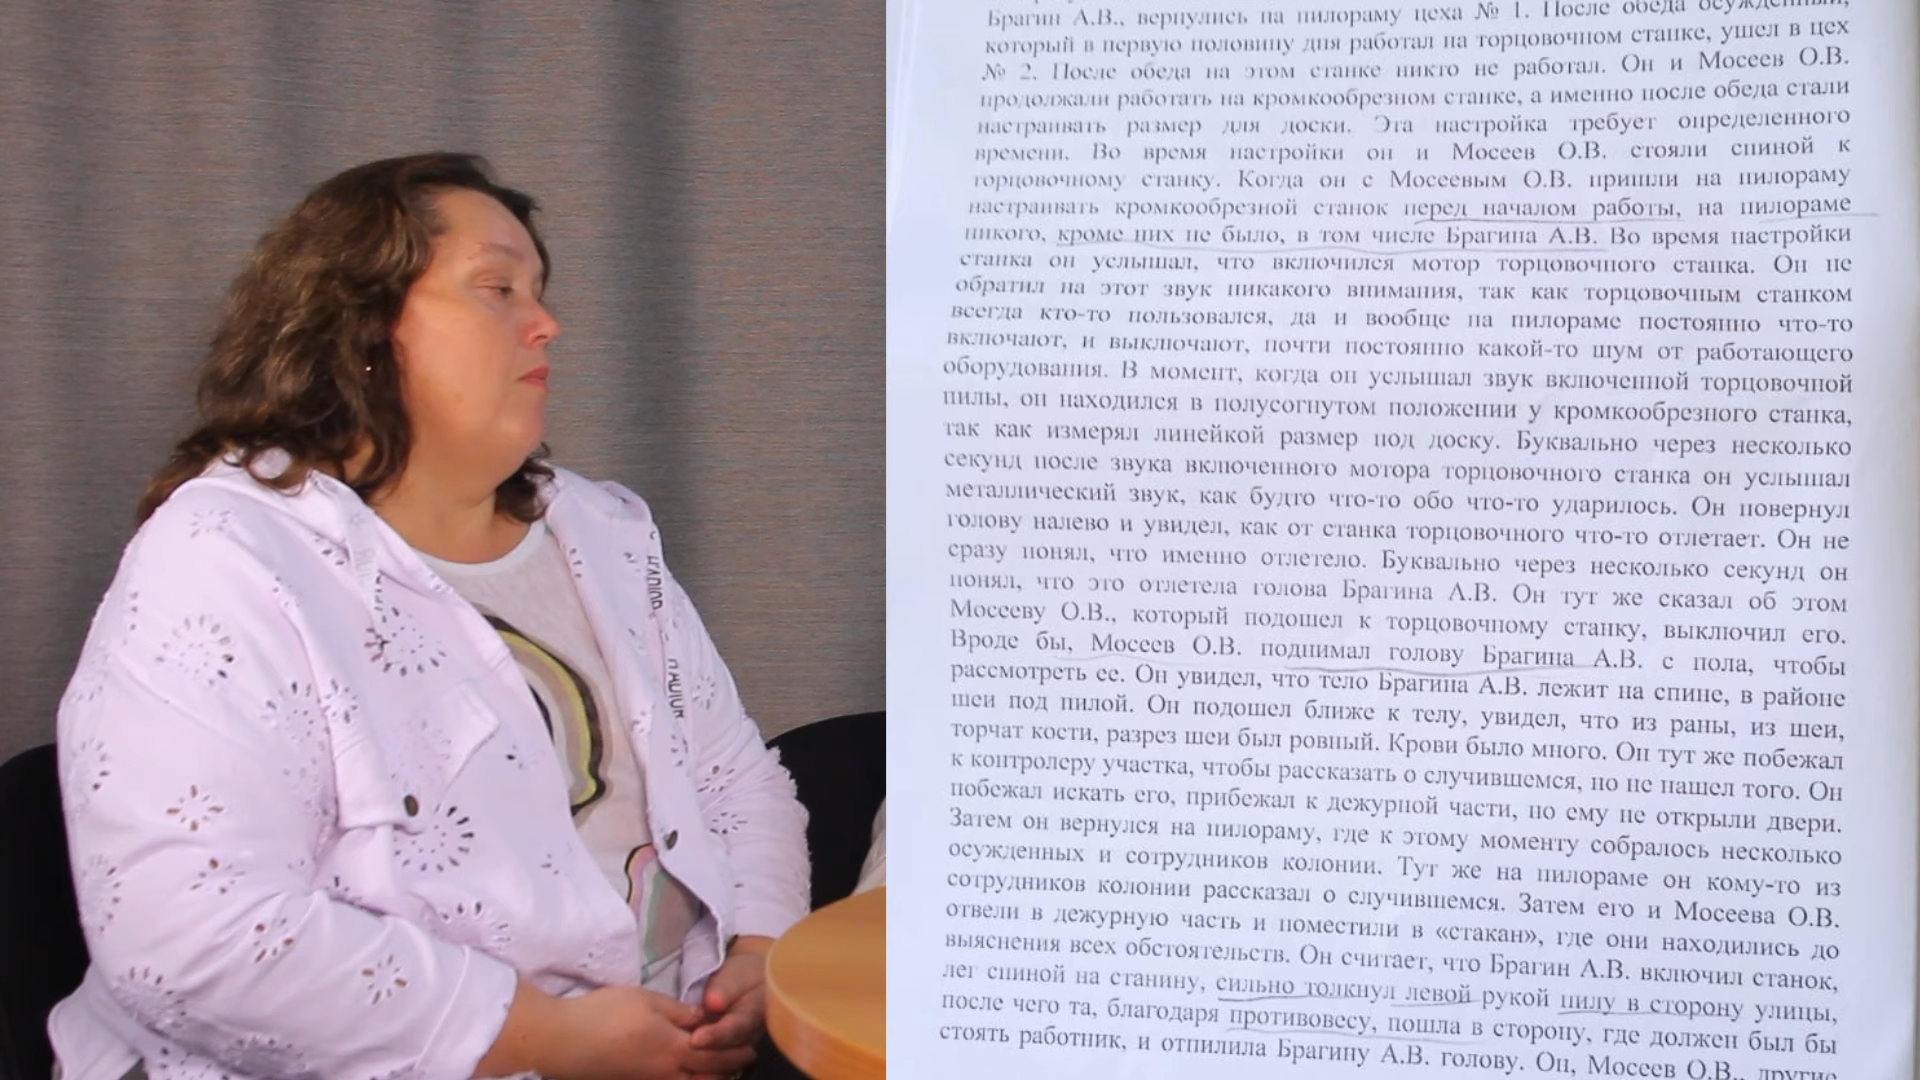 Брагин А.В., вернулись на пилораму цеха № 1. После обеда осужденный,
который в первую половину дня работал на торцовочном станке, ушел в цех
№ 2. После обеда на этом станке никто не работал. Он и Мосеев О.В.
продолжали работать на кромкообрезном станке, а именно после обеда стали
настраивать размер для доски. Эта настройка требует определенного
времени. Во время настройки он и Мосеев О.В. стояли спиной к
торцовочному станку. Когда он с Мосеевым О.В. пришли на пилораму
настраивать кромкообрезной станок перед началом работы, на пилораме
никого, кроме них не было, в том числе Брагина А.В. Во время настройки
станка он услышал, что включился мотор торцовочного станка. Он не
обратил на этот звук никакого внимания, так как торцовочным станком
всегда кто-то пользовался, да и вообще на пилораме постоянно что-то
включают, и выключают, почти постоянно какой-то шум от работающего
оборудования. В момент, когда он услышал звук включенной торцовочной
пилы, он находился в полусогнутом положении у кромкообрезного станка,
так как измерял линейкой размер под доску. Буквально через несколько
секунд после звука включенного мотора торцовочного станка он услышал
металлический звук, как будто что-то обо что-то ударилось. Он повернул
голову налево и увидел, как от станка торцовочного что-то отлетает. Он не
сразу понял, что именно отлетело. Буквально через несколько секунд он
понял, что это отлетела голова Брагина А.В. Он тут же сказал об этом
Мосееву О.В., который подошел к торцовочному станку, выключил его.
Вроде бы, Мосеев О.В. поднимал голову Брагина А.В. с пола, чтобы
рассмотреть ее. Он увидел, что тело Брагина А.В. лежит на спине, в районе
шеи под пилой. Он подошел ближе к телу, увидел, что из раны, из шеи,
торчат кости, разрез шеи был ровный. Крови было много. Он тут же побежал
к контролеру участка, чтобы рассказать о случившемся, но не нашел того. Он
побежал искать его, прибежал к дежурной части, но ему не открыли двери.
Затем он вернулся на пилораму, где к этому моменту собралось несколько
осужденных и сотрудников колонии. Тут же на пилораме он кому-то из
сотрудников колонии рассказал о случившемся. Затем его и Мосеева О.В.
отвели в дежурную часть и поместили в «стакан», где они находились до
выяснения всех обстоятельств. Он считает, что Брагин А.В. включил станок,
лег спиной на станину, сильно толкнул левой рукой пилу в сторону улицы,
после чего та, благодаря противовесу, пошла в сторону, где должен был бы
стоять работник, и отпилила Брагину А.В. голову. Он, Мосеев О.В., другие